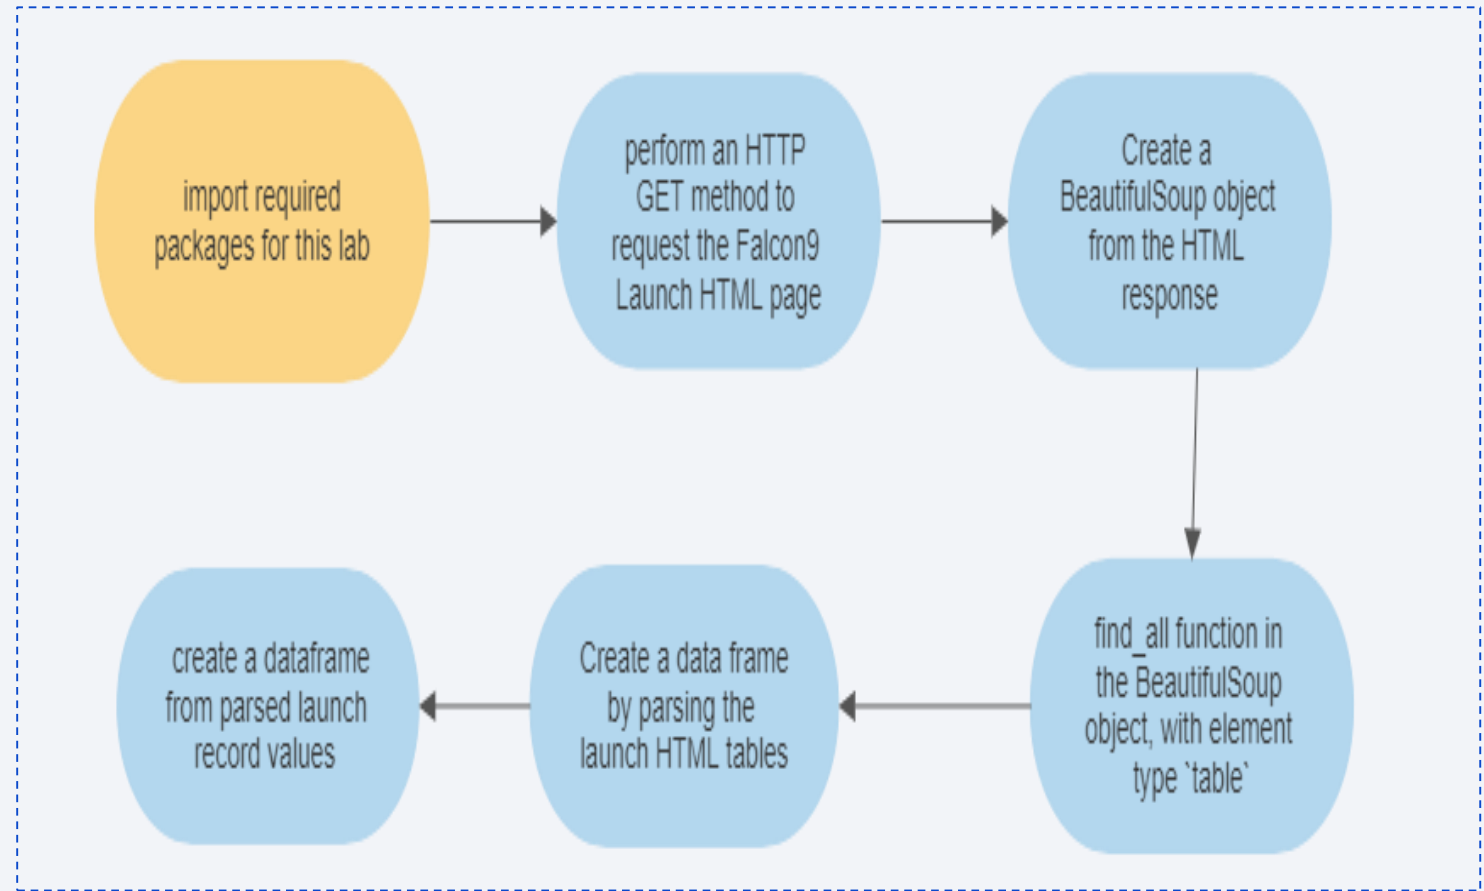 import required
packages for this lab
perform an HTTP
GET method to
request the Falcon9
Launch HTML page
Create a
BeautifulSoup object
from the HTML
response
find_all function in
the BeautifulSoup
object, with element
type `table`
Create a data frame
by parsing the
launch HTML tables
create a dataframe
from parsed launch
record values